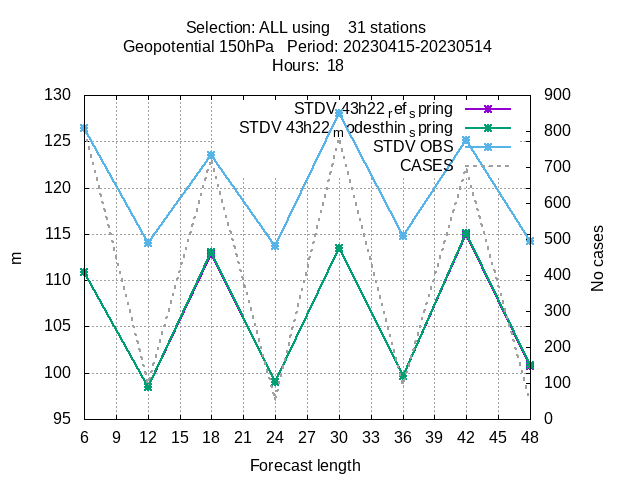 Selection: ALL using    31 stations
Geopotential 150hPa   Period: 20230415-20230514
Hours: 18
STDV 43h22_ref_spring
STDV 43h22_modesthin_spring
STDV OBS
CASES
130
125
120
115
110
105
100
95
m
900
800
700
600
500
400
300
200
100
0
No cases
6 9 12 15 18 21 24 27 30 33 36 39 42 45 48
Forecast length